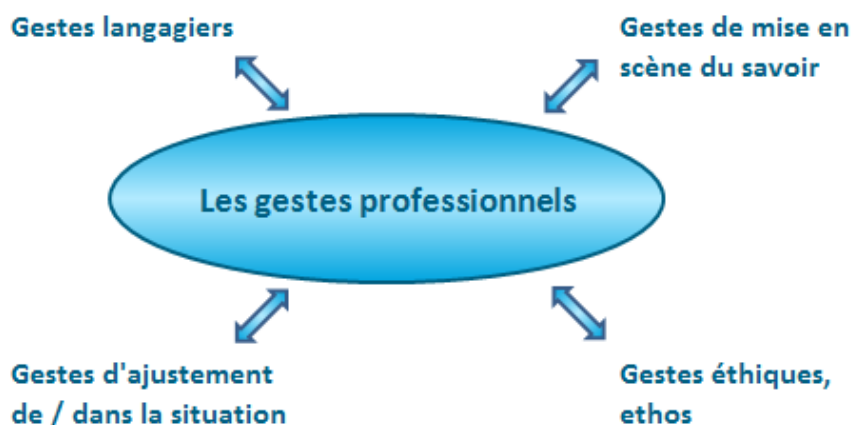 Gestes langagiers
Gestes de mise en
scène du savoir
Les gestes professionnels
Gestes d'ajustement
de / dans la situation
Gestes éthiques,
ethos